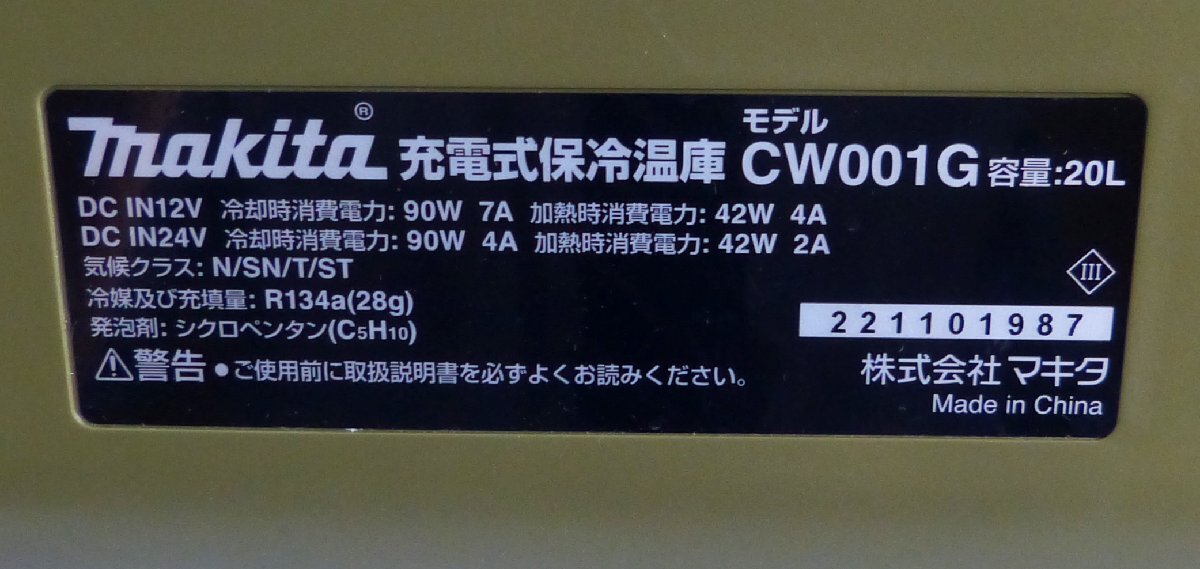 makita® 充電式保冷温庫 モデル CW001G 容量:20L
DC IN12V 冷却時消費電力: 90W 7A 加熱時消費電力: 42W 4A
DC IN24V 冷却時消費電力: 90W 4A 加熱時消費電力: 42W 2A
気候クラス: N/SN/T/ST
III
冷媒及び充填量: R134a(28g)
発泡剤: シクロペンタン(C₅H₁₀)
221101987
⚠警告 ●ご使用前に取扱説明書を必ずよくお読みください。
株式会社 マキタ
Made in China